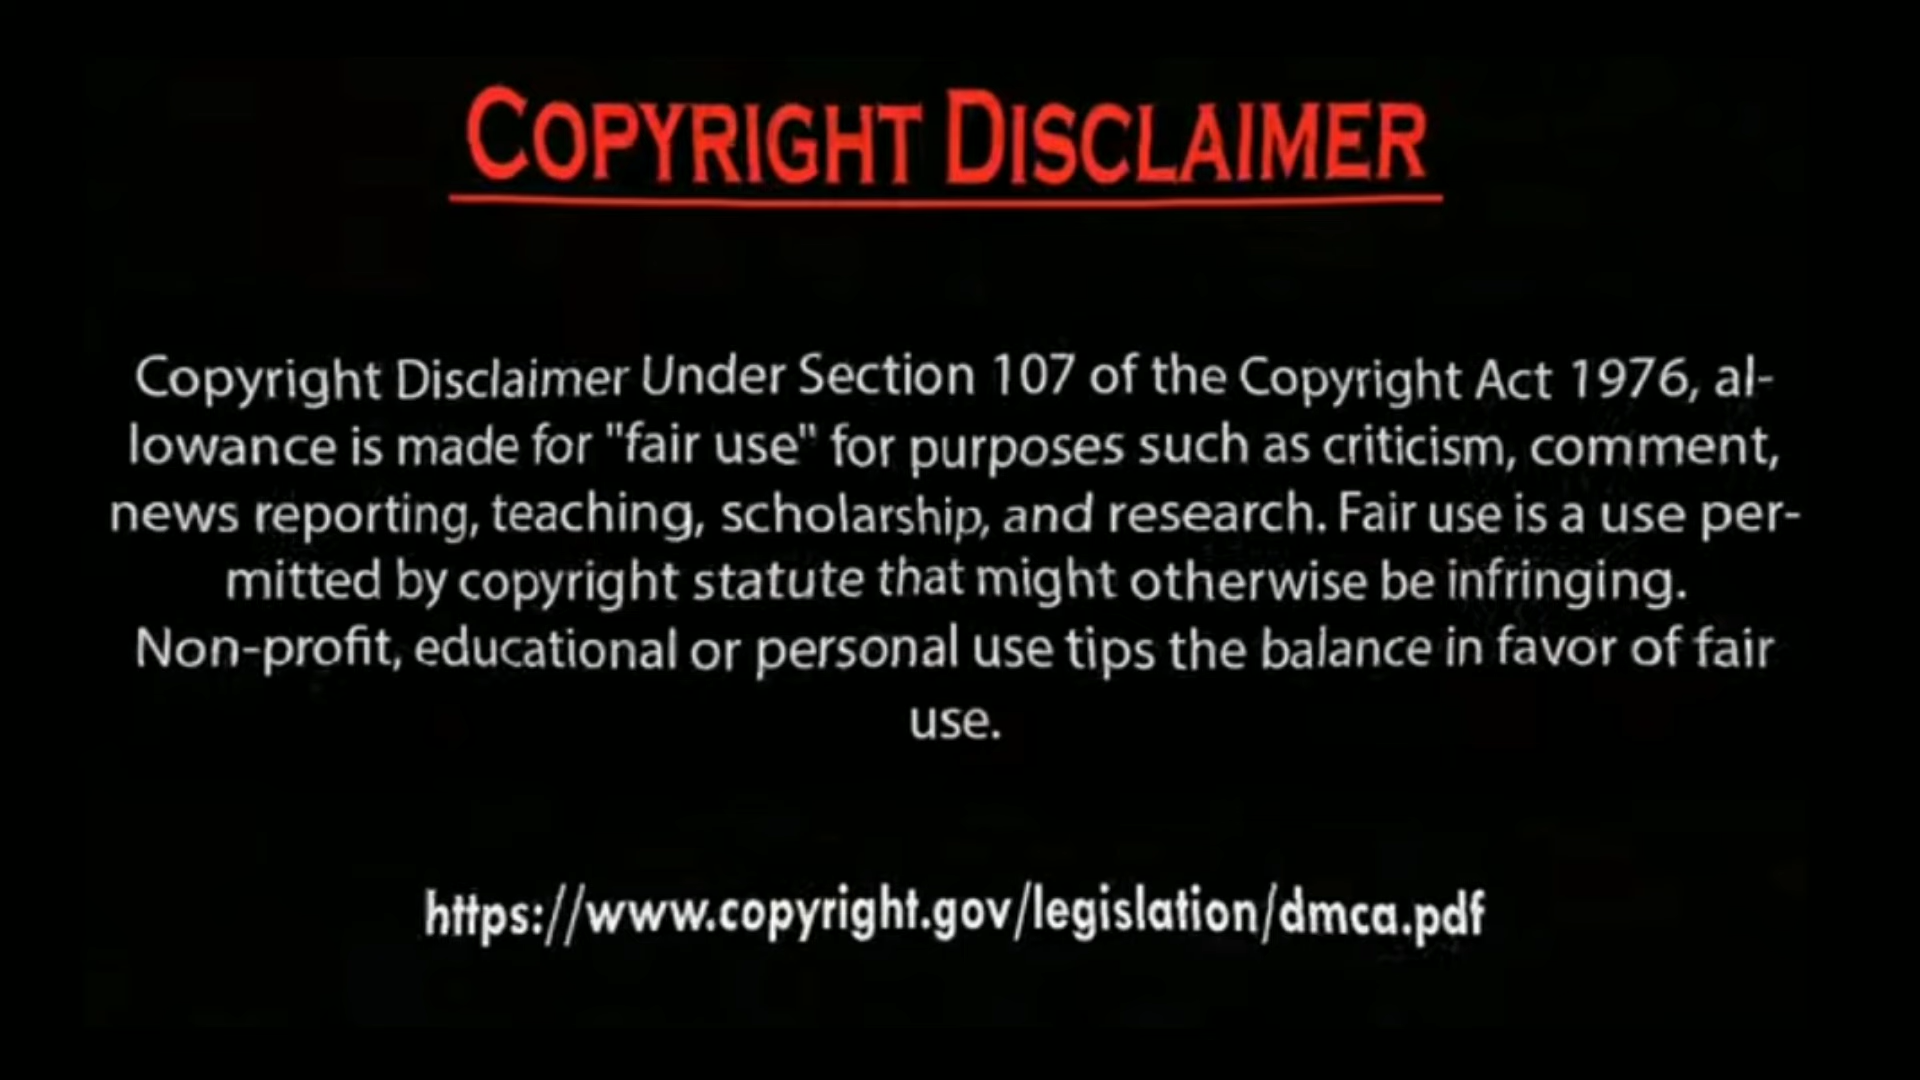 COPYRIGHT DISCLAIMER
Copyright Disclaimer Under Section 107 of the Copyright Act 1976, al-
lowance is made for "fair use" for purposes such as criticism, comment,
news reporting, teaching, scholarship, and research. Fair use is a use per-
mitted by copyright statute that might otherwise be infringing.
Non-profit, educational or personal use tips the balance in favor of fair
use.
https://www.copyright.gov/legislation/dmca.pdf